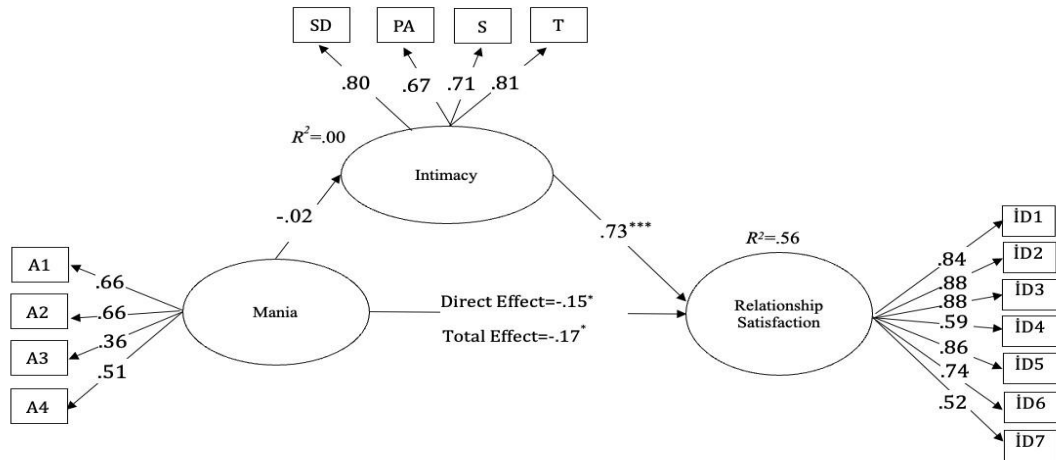 SD PA S T
.80 .67 .71 .81
R²=.00
Intimacy
-.02
.73***
R²=.56
A1
A2
A3
A4
.66
.66
.36
.51
Mania
Direct Effect=-.15*
Total Effect=-.17*
Relationship
Satisfaction
.84
.88
.88
.59
.86
.74
.52
İD1
İD2
İD3
İD4
İD5
İD6
İD7